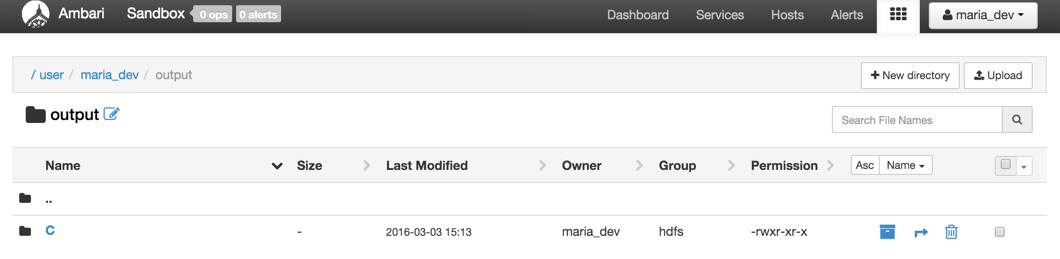 Ambari Sandbox 0 ops 0 alerts Dashboard Services Hosts Alerts maria_dev
/ user / maria_dev / output + New directory Upload
output Search File Names
Name Size Last Modified Owner Group Permission Asc Name
..
C - 2016-03-03 15:13 maria_dev hdfs -rwxr-xr-x